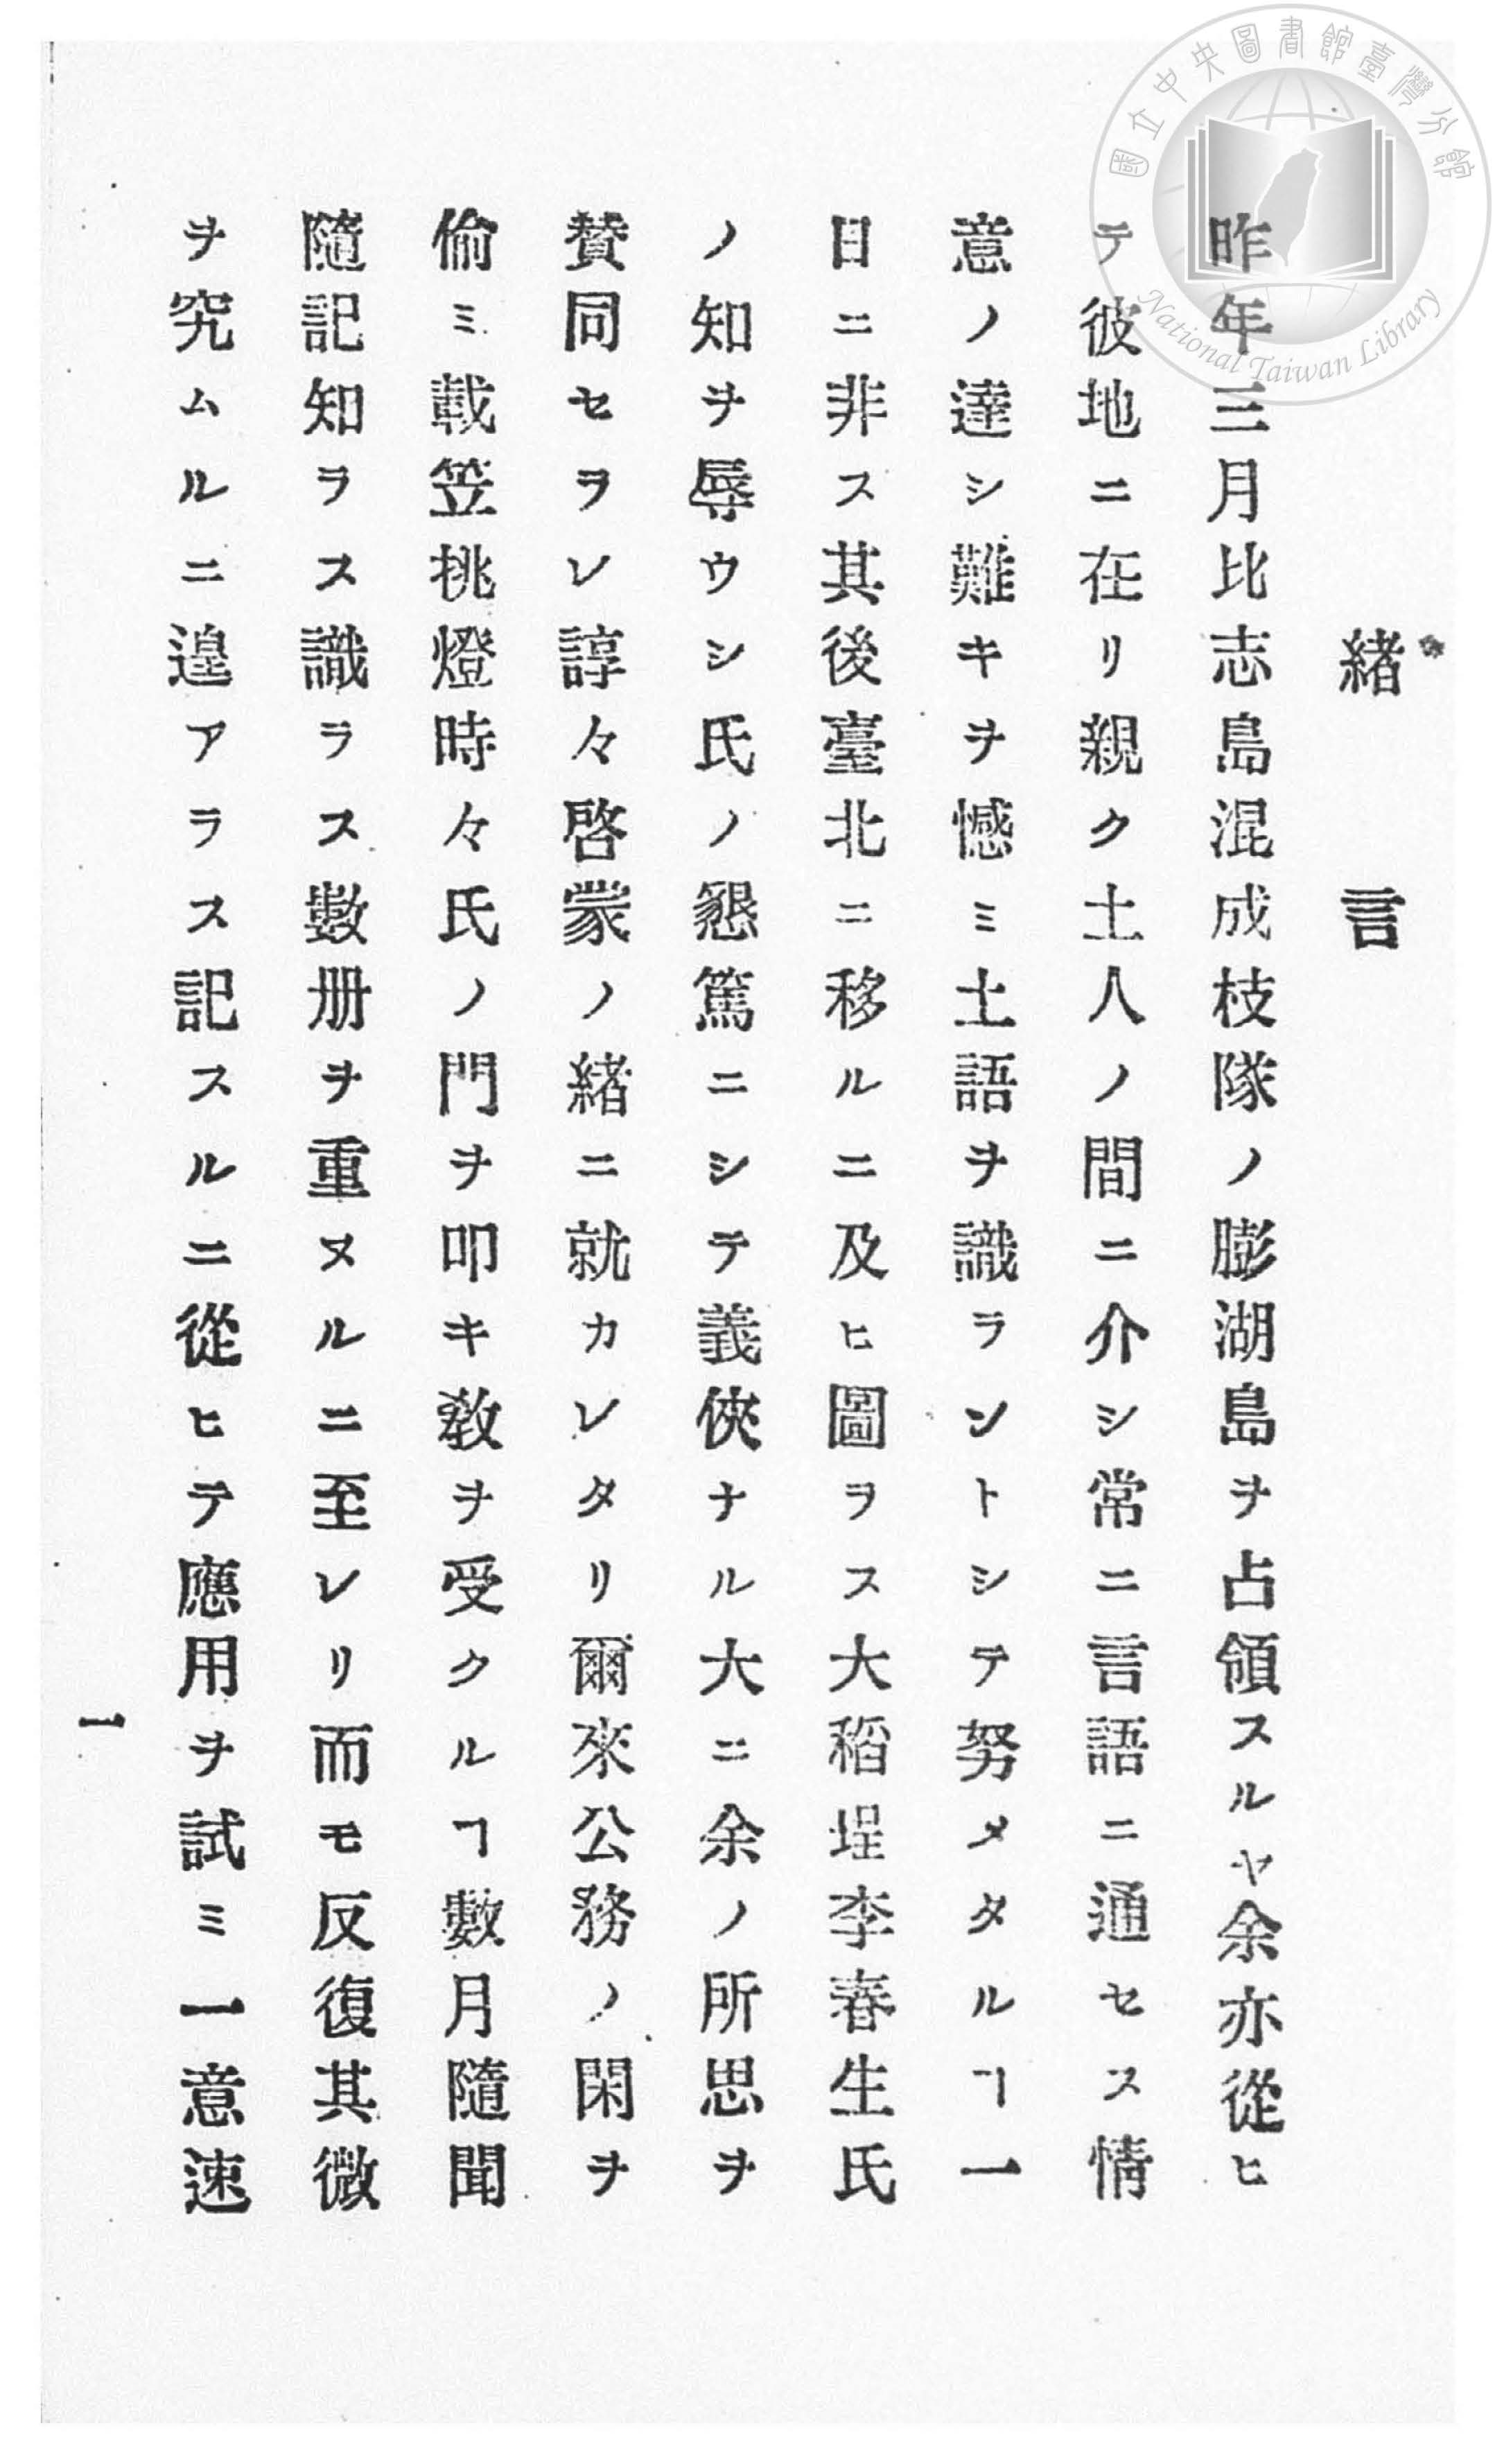 國立中央圖書館臺灣分館
National Taiwan Library
緒言
昨年三月比志島混成枝隊ノ膨湖島ヲ占領スルヤ余亦從ヒ
テ彼地ニ在リ親ク土人ノ間ニ介シ常ニ言語ニ通セス情
意ノ達シ難キヲ憾ミ土語ヲ識ラントシテ努メタルヿ一
日ニ非ス其後臺北ニ移ルニ及ヒ圖ラス大稻埕李春生氏
ノ知ヲ辱ウシ氏ノ懇篤ニシテ義俠ナル大ニ余ノ所思ヲ
賛同セヲレ諄々啓蒙ノ緒ニ就カレタリ爾來公務ノ閑ヲ
偷ミ載笠挑燈時々氏ノ門ヲ叩キ敎ヲ受クルヿ數月隨聞
隨記知ラス識ラス數册ヲ重ヌルニ至レリ而モ反復其微
ヲ究ムルニ遑アラス記スルニ從ヒテ應用ヲ試ミ一意速
一